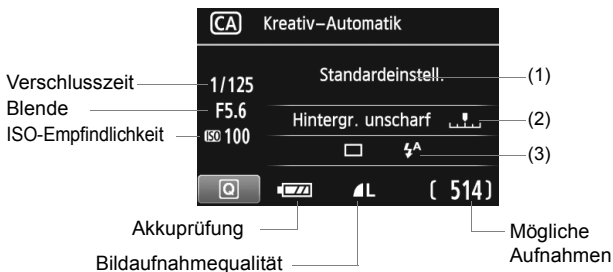 CA Kreativ-Automatik
Verschlusszeit 1/125 Standardeinstell. (1)
Blende F5.6 Hintergr. unscharf (2)
ISO-Empfindlichkeit ISO 100 (3)
A
Q L [ 514]
Akkuprüfung
Bildaufnahmequalität
Mögliche
Aufnahmen